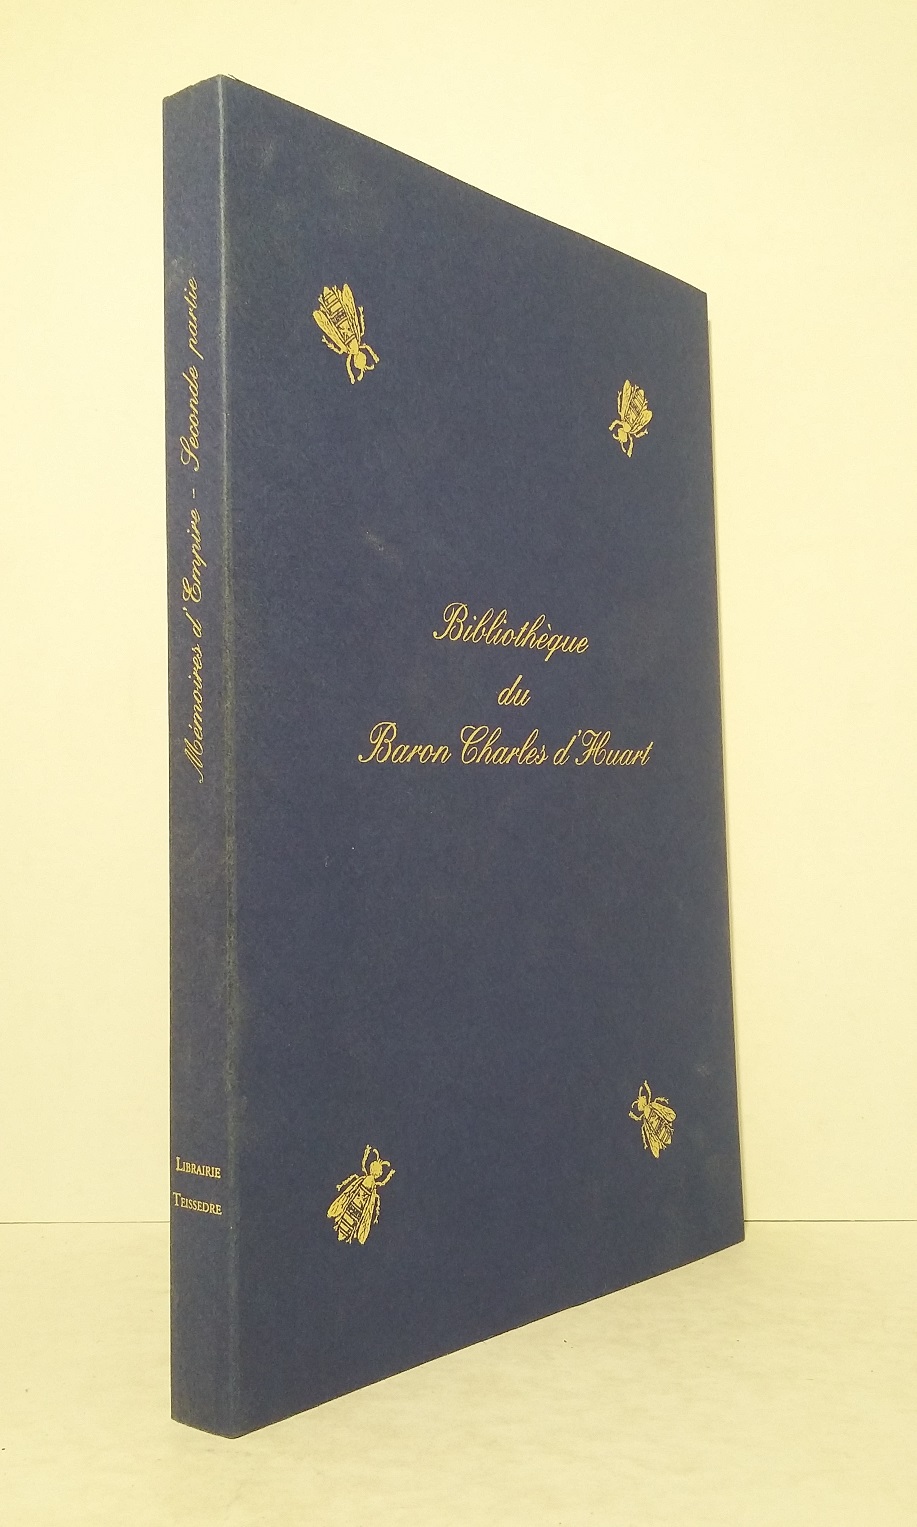 Mémoires d'Empire - Seconde partie
Librairie
Teissedre
Bibliothèque
du
Baron Charles d'Huart